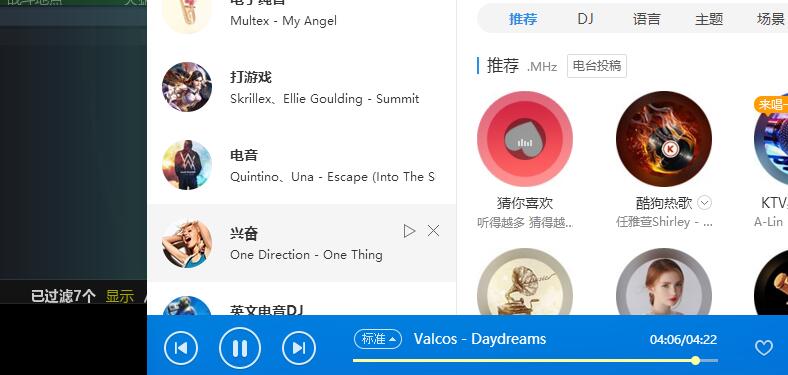 Multex - My Angel
打游戏
Skrillex、Ellie Goulding - Summit
电音
Quintino、Una - Escape (Into The S
兴奋
One Direction - One Thing
英文电音DJ
已过滤7个 显示 /
推荐 DJ 语言 主题 场景
推荐 .MHz 电台投稿
来唱一
猜你喜欢
听得越多 猜得越...
酷狗热歌
任雅萱Shirley - ...
KTV
A-Lin
标准
Valcos - Daydreams
04:06/04:22